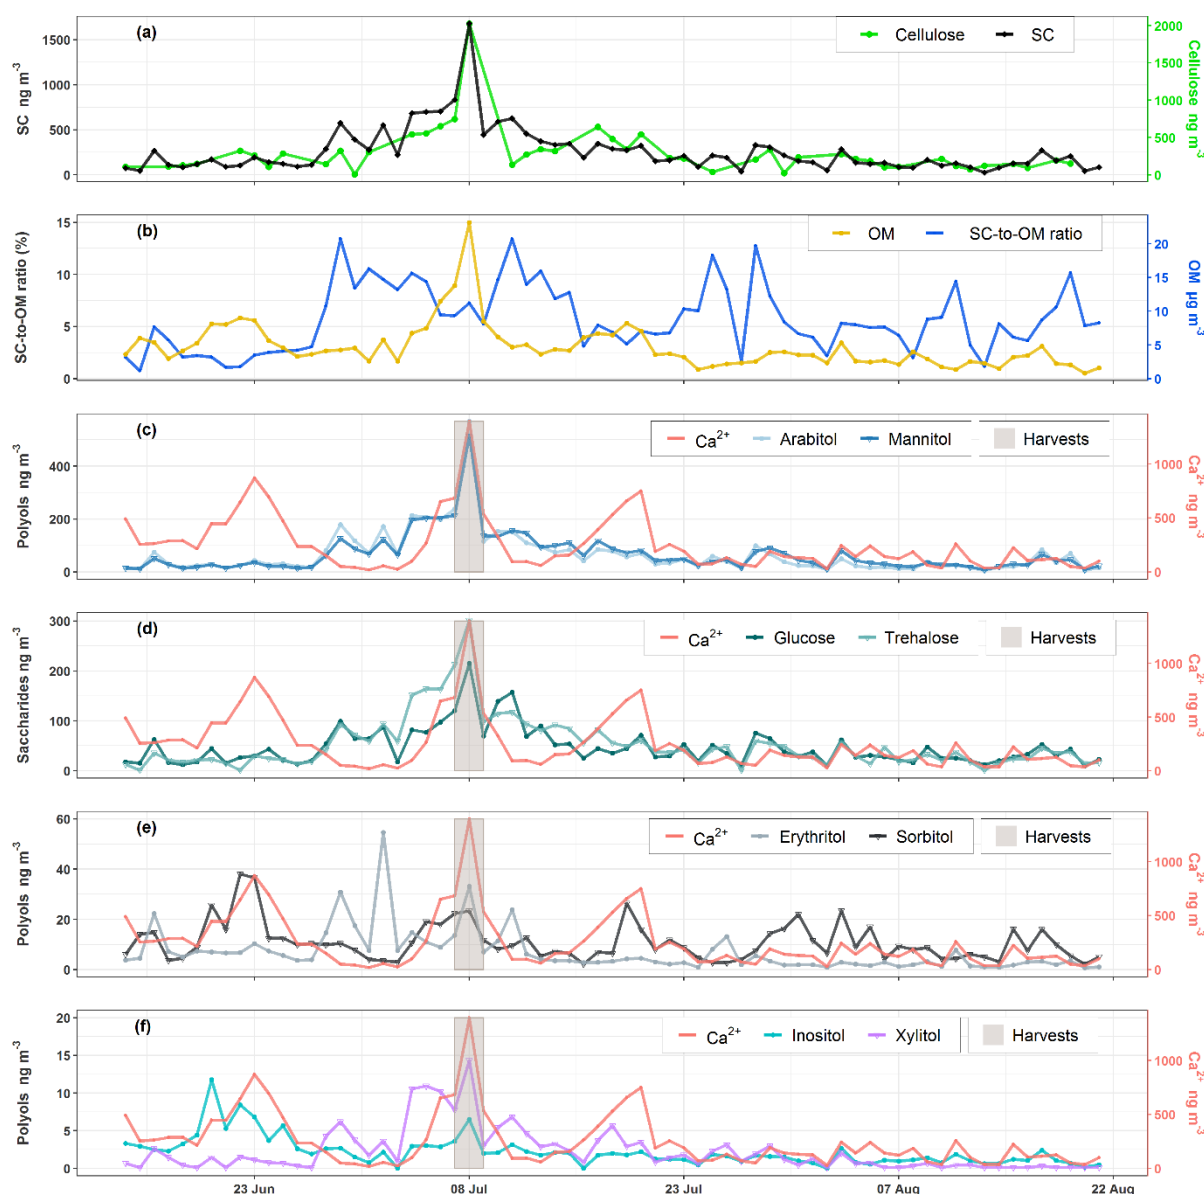 (a)
Cellulose SC
SC ng m⁻³
1500
1000
500
0
Cellulose ng m⁻³
2000
1500
1000
500
0
(b)
OM SC-to-OM ratio
SC-to-OM ratio (%)
15
10
5
0
OM µg m⁻³
20
15
10
5
0
(c)
Ca²⁺ Arabitol Mannitol Harvests
Polyols ng m⁻³
400
200
0
Ca²⁺ ng m⁻³
1000
500
0
(d)
Ca²⁺ Glucose Trehalose Harvests
Saccharides ng m⁻³
300
200
100
0
Ca²⁺ ng m⁻³
1000
500
0
(e)
Ca²⁺ Erythritol Sorbitol Harvests
Polyols ng m⁻³
60
40
20
0
Ca²⁺ ng m⁻³
1000
500
0
(f)
Ca²⁺ Inositol Xylitol Harvests
Polyols ng m⁻³
20
15
10
5
0
Ca²⁺ ng m⁻³
1000
500
0
23 Jun 08 Jul 23 Jul 07 Aug 22 Aug